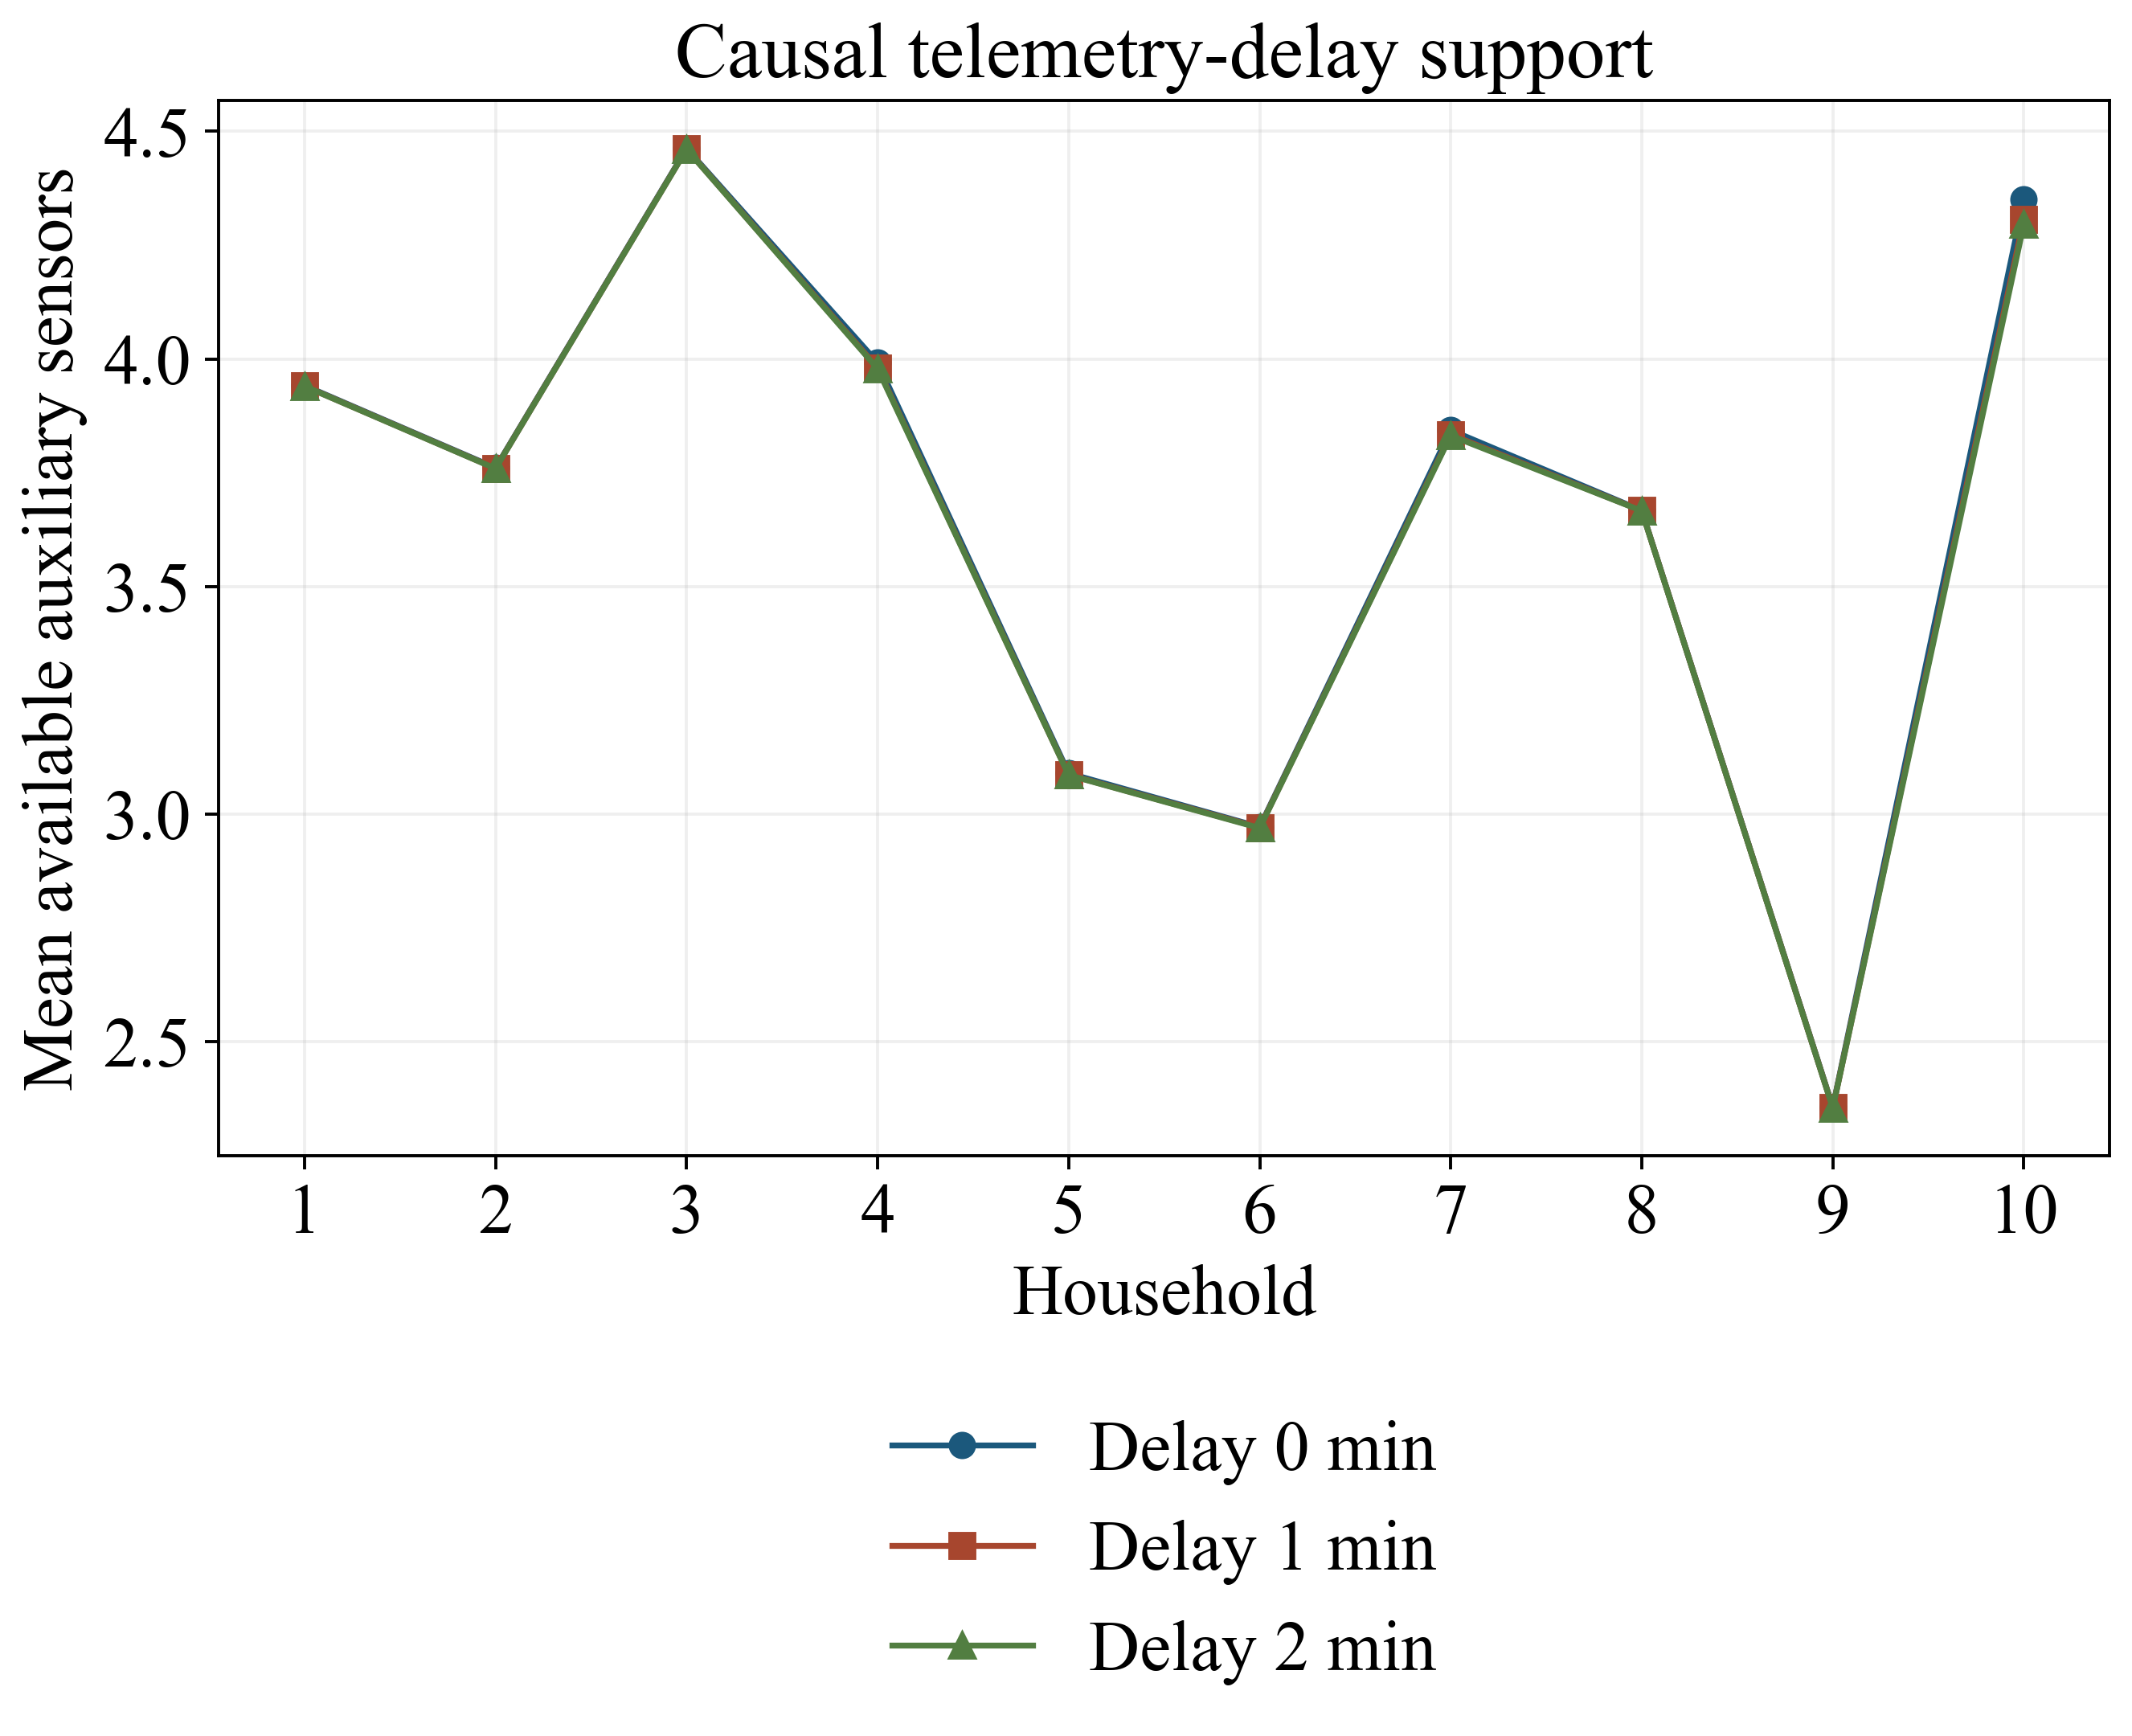 Causal telemetry-delay support
Mean available auxiliary sensors
4.5
4.0
3.5
3.0
2.5
1 2 3 4 5 6 7 8 9 10
Household
Delay 0 min
Delay 1 min
Delay 2 min